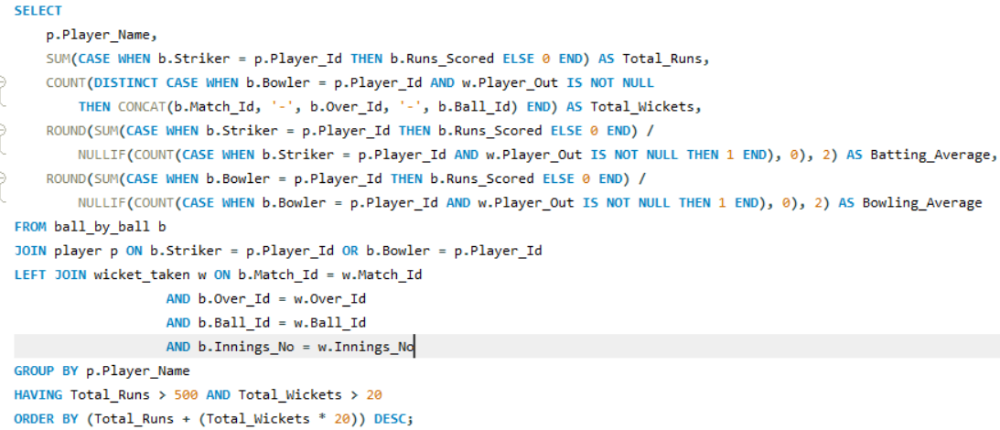 SELECT
p.Player_Name,
SUM(CASE WHEN b.Striker = p.Player_Id THEN b.Runs_Scored ELSE 0 END) AS Total_Runs,
COUNT(DISTINCT CASE WHEN b.Bowler = p.Player_Id AND w.Player_Out IS NOT NULL
THEN CONCAT(b.Match_Id, '-', b.Over_Id, '-', b.Ball_Id) END) AS Total_Wickets,
ROUND(SUM(CASE WHEN b.Striker = p.Player_Id THEN b.Runs_Scored ELSE 0 END) /
NULLIF(COUNT(CASE WHEN b.Striker = p.Player_Id AND w.Player_Out IS NOT NULL THEN 1 END), 0), 2) AS Batting_Average,
ROUND(SUM(CASE WHEN b.Bowler = p.Player_Id THEN b.Runs_Scored ELSE 0 END) /
NULLIF(COUNT(CASE WHEN b.Bowler = p.Player_Id AND w.Player_Out IS NOT NULL THEN 1 END), 0), 2) AS Bowling_Average
FROM ball_by_ball b
JOIN player p ON b.Striker = p.Player_Id OR b.Bowler = p.Player_Id
LEFT JOIN wicket_taken w ON b.Match_Id = w.Match_Id
AND b.Over_Id = w.Over_Id
AND b.Ball_Id = w.Ball_Id
AND b.Innings_No = w.Innings_No
GROUP BY p.Player_Name
HAVING Total_Runs > 500 AND Total_Wickets > 20
ORDER BY (Total_Runs + (Total_Wickets * 20)) DESC;